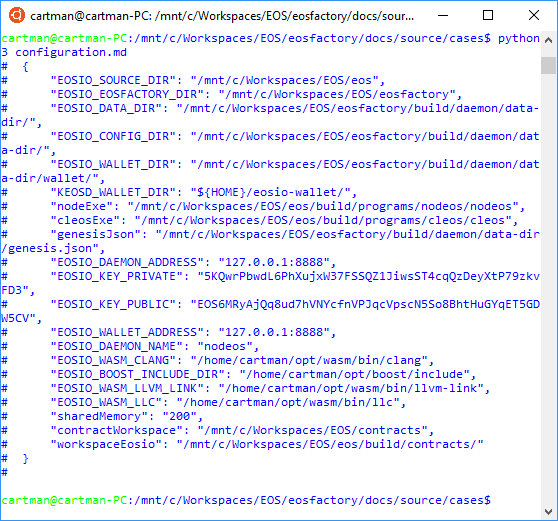 cartman@cartman-PC: /mnt/c/Workspaces/EOS/eosfactory/docs/sour...
cartman@cartman-PC:/mnt/c/Workspaces/EOS/eosfactory/docs/source/cases$ python
3 configuration.md
#  {
#      "EOSIO_SOURCE_DIR": "/mnt/c/Workspaces/EOS/eos",
#      "EOSIO_EOSFACTORY_DIR": "/mnt/c/Workspaces/EOS/eosfactory",
#      "EOSIO_DATA_DIR": "/mnt/c/Workspaces/EOS/eosfactory/build/daemon/data-
dir/",
#      "EOSIO_CONFIG_DIR": "/mnt/c/Workspaces/EOS/eosfactory/build/daemon/dat
a-dir/",
#      "EOSIO_WALLET_DIR": "/mnt/c/Workspaces/EOS/eosfactory/build/daemon/dat
a-dir/wallet/",
#      "KEOSD_WALLET_DIR": "${HOME}/eosio-wallet/",
#      "nodeExe": "/mnt/c/Workspaces/EOS/eos/build/programs/nodeos/nodeos",
#      "cleosExe": "/mnt/c/Workspaces/EOS/eos/build/programs/cleos/cleos",
#      "genesisJson": "/mnt/c/Workspaces/EOS/eosfactory/build/daemon/data-dir
/genesis.json",
#      "EOSIO_DAEMON_ADDRESS": "127.0.0.1:8888",
#      "EOSIO_KEY_PRIVATE": "5KQwrPbwdL6PhXujxW37FSSQZ1JiwsST4cqQzDeyXtP79zkv
FD3",
#      "EOSIO_KEY_PUBLIC": "EOS6MRyAjQq8ud7hVNYcfnVPJqcVpscN5So8BhtHuGYqET5GD
W5CV",
#      "EOSIO_WALLET_ADDRESS": "127.0.0.1:8888",
#      "EOSIO_DAEMON_NAME": "nodeos",
#      "EOSIO_WASM_CLANG": "/home/cartman/opt/wasm/bin/clang",
#      "EOSIO_BOOST_INCLUDE_DIR": "/home/cartman/opt/boost/include",
#      "EOSIO_WASM_LLVM_LINK": "/home/cartman/opt/wasm/bin/llvm-link",
#      "EOSIO_WASM_LLC": "/home/cartman/opt/wasm/bin/llc",
#      "sharedMemory": "200",
#      "contractWorkspace": "/mnt/c/Workspaces/EOS/contracts",
#      "workspaceEosio": "/mnt/c/Workspaces/EOS/eos/build/contracts/"
#  }
#
cartman@cartman-PC:/mnt/c/Workspaces/EOS/eosfactory/docs/source/cases$